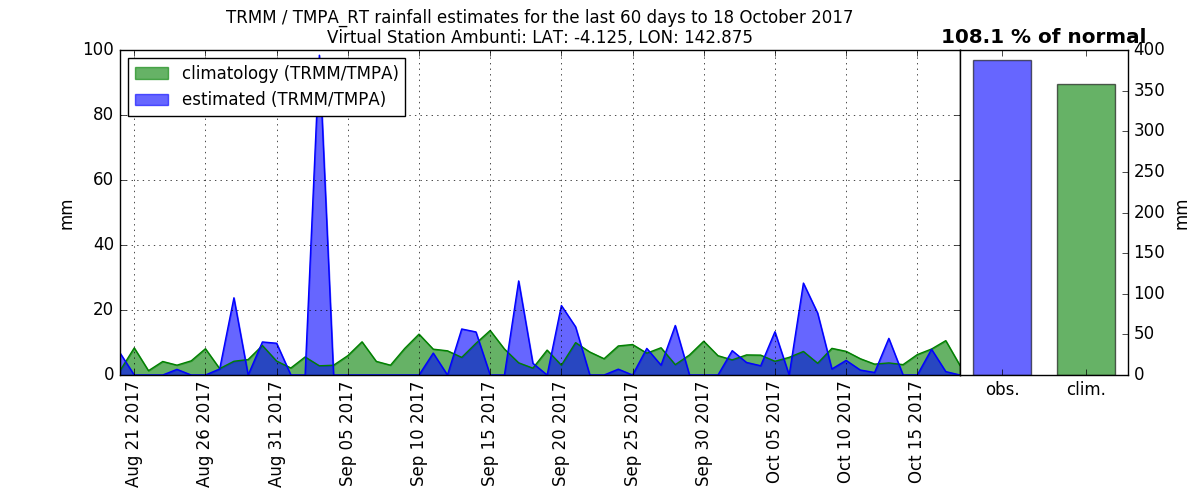 TRMM / TMPA_RT rainfall estimates for the last 60 days to 18 October 2017
Virtual Station Ambunti: LAT: -4.125, LON: 142.875
108.1 % of normal
climatology (TRMM/TMPA)
estimated (TRMM/TMPA)
100
80
60
40
20
0
mm
Aug 21 2017
Aug 26 2017
Aug 31 2017
Sep 05 2017
Sep 10 2017
Sep 15 2017
Sep 20 2017
Sep 25 2017
Sep 30 2017
Oct 05 2017
Oct 10 2017
Oct 15 2017
400
350
300
250
200
150
100
50
0
mm
obs.
clim.